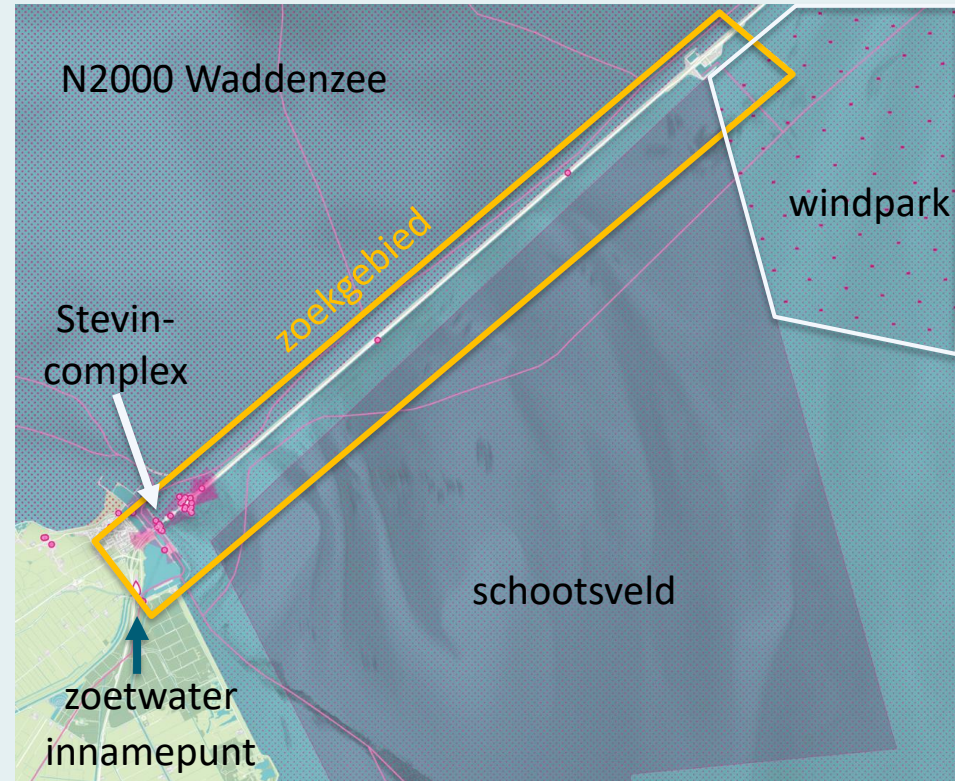 N2000 Waddenzee
windpark
zoekgebied
Stevin-
complex
schootsveld
zoetwater
innamepunt